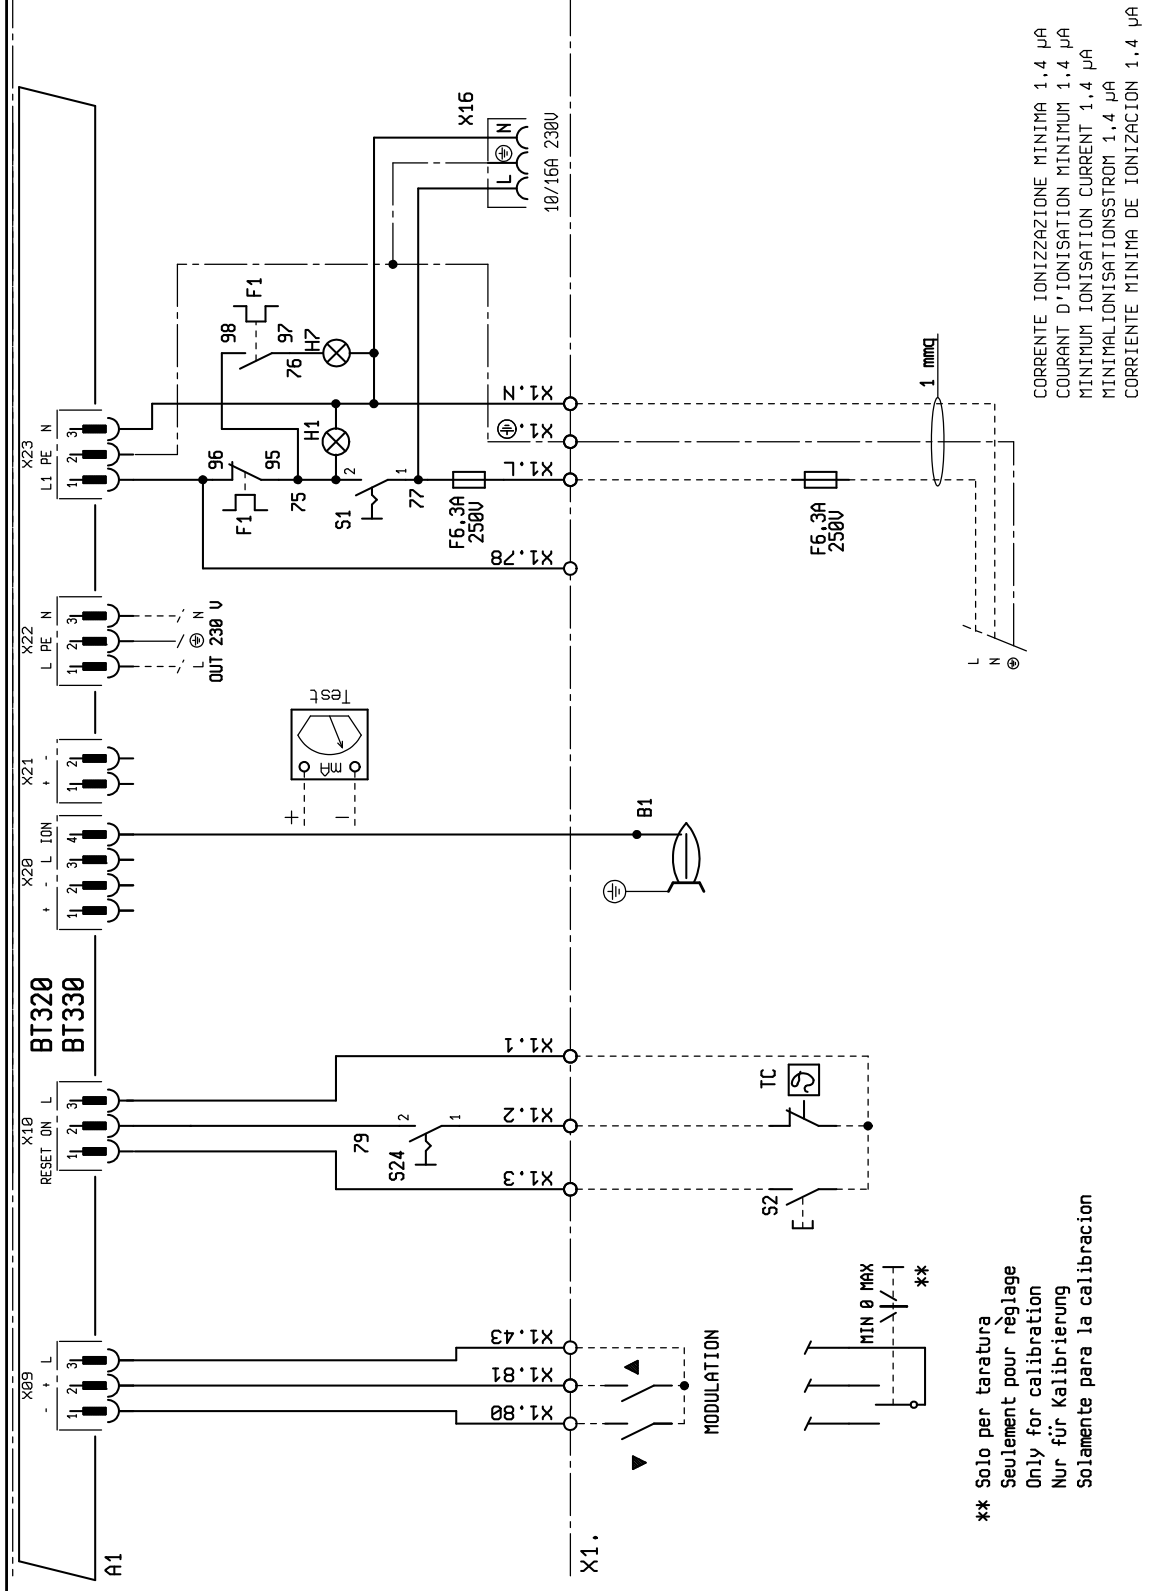 A1
BT320
BT330
X09
- + L
1 2 3
X10
RESET ON L
1 2 3
X20
+ - L ION
1 2 3 4
X21
+ -
1 2
X22
L PE N
1 2 3
X23
L1 PE N
1 2 3
L N
OUT 230 V
Test
mA
+ -
F1
96
95
75
98
97
76
F1
H7
H1
S1
2
1
77
F6,3A
250V
X16
L N
10/16A 230V
79
S24
2
1
X1.
X1.80
X1.81
X1.43
X1.3
X1.2
X1.1
X1.78
X1.L
X1.
X1.N
B1
MODULATION
MIN 0 MAX
**
S2
TC
F6,3A
250V
1 mmq
L
N
** Solo per taratura
Seulement pour règlage
Only for calibration
Nur für Kalibrierung
Solamente para la calibracion
CORRENTE IONIZZAZIONE MINIMA 1,4 µA
COURANT D'IONISATION MINIMUM 1,4 µA
MINIMUM IONISATION CURRENT 1,4 µA
MINIMALIONISATIONSSTROM 1,4 µA
CORRIENTE MINIMA DE IONIZACION 1,4 µA